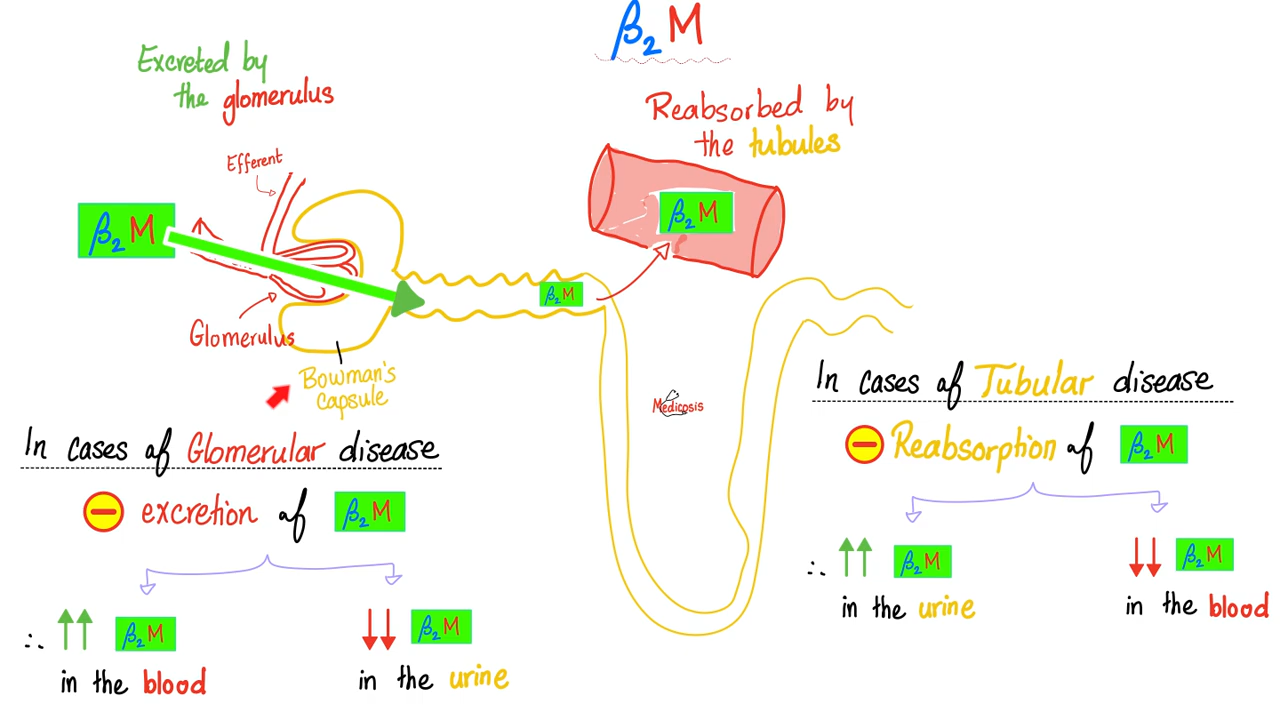 β₂M
Excreted by
the glomerulus
Reabsorbed by
the tubules
Efferent
β₂M
β₂M
β₂M
Glomerulus
Bowman's
capsule
Medicosis
In cases of Glomerular disease
− excretion of β₂M
∴ ↑↑ β₂M
in the blood
↓↓ β₂M
in the urine
In cases of Tubular disease
− Reabsorption of β₂M
∴ ↑↑ β₂M
in the urine
↓↓ β₂M
in the blood